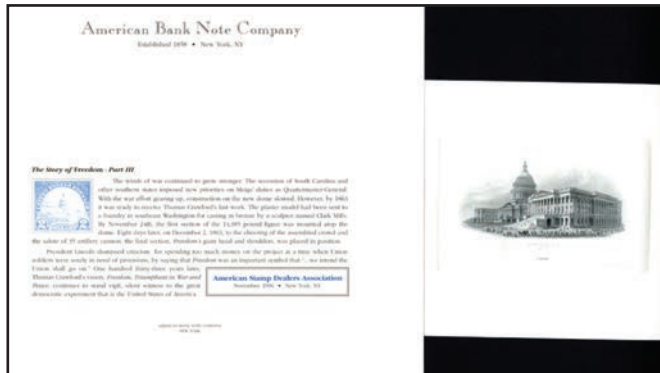 American Bank Note Company
Established 1858 • New York, NY
The Story of Freedom - Part III
The winds of war continued to grow stronger. The secession of South Carolina and
other southern states imposed new priorities on Meigs' duties as Quartermaster-General.
With the war effort gearing up, construction on the new dome slowed. However, by 1863
it was ready to receive Thomas Crawford's last work. The plaster model had been sent to
a foundry in southeast Washington for casting in bronze by a sculptor named Clark Mills.
By November 24th, the first section of the 15,000 pound figure was mounted atop the
dome. Eight days later, on December 2, 1863, to the cheering of the assembled crowd and
the salute of 35 artillery cannon, the final section, Freedom's giant head and shoulders, was placed in position.
President Lincoln dismissed criticism for spending too much money on the project at a time when Union
soldiers were sorely in need of provisions, by saying that Freedom was an important symbol that "...we intend the
Union shall go on." One hundred thirty-three years later,
Thomas Crawford's vision, Freedom, Triumphant in War and
Peace, continues to stand vigil, silent witness to the great
democratic experiment that is the United States of America.
American Stamp Dealers Association
November 1996 • New York, NY